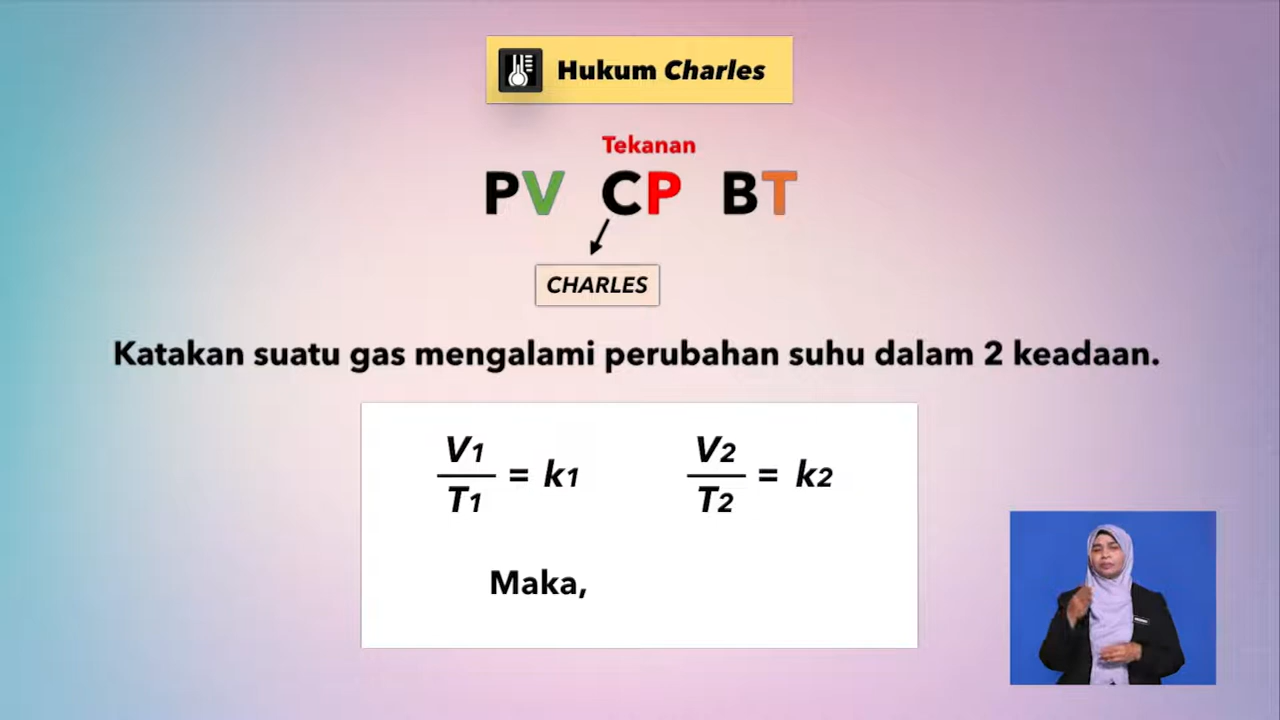 Hukum Charles
Tekanan
PV CP BT
CHARLES
Katakan suatu gas mengalami perubahan suhu dalam 2 keadaan.
V1/T1 = k1    V2/T2 = k2
Maka,